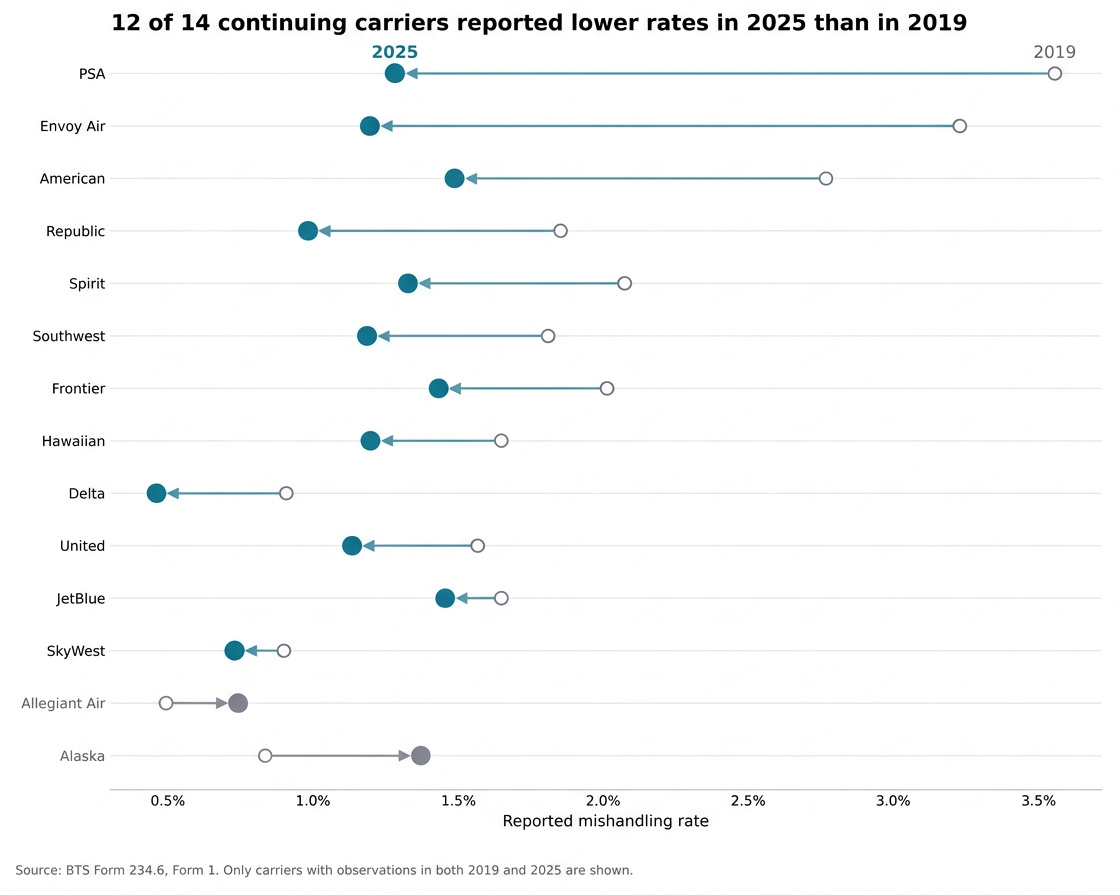 12 of 14 continuing carriers reported lower rates in 2025 than in 2019
2025 2019
PSA
Envoy Air
American
Republic
Spirit
Southwest
Frontier
Hawaiian
Delta
United
JetBlue
SkyWest
Allegiant Air
Alaska
0.5% 1.0% 1.5% 2.0% 2.5% 3.0% 3.5%
Reported mishandling rate
Source: BTS Form 234.6, Form 1. Only carriers with observations in both 2019 and 2025 are shown.